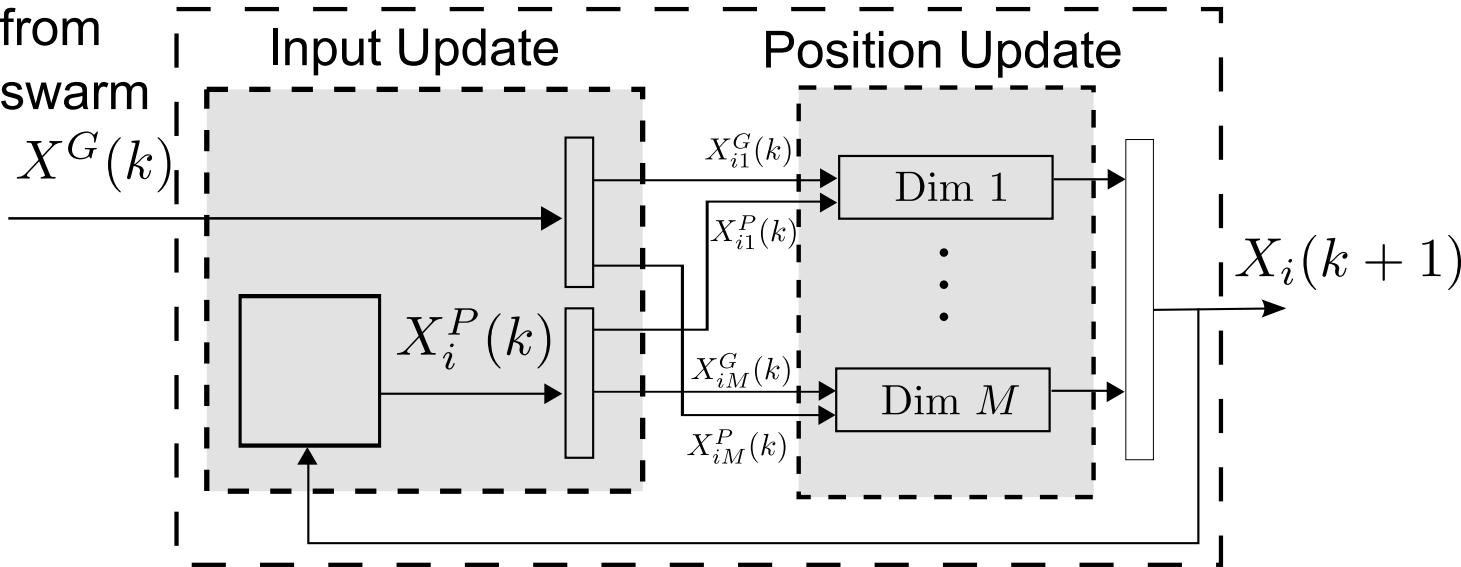 from
swarm
Input Update
Position Update
X^G(k)
X^G_{i1}(k)
Dim 1
X^P_{i1}(k)
X_i(k + 1)
X^P_i(k)
X^G_{iM}(k)
Dim M
X^P_{iM}(k)